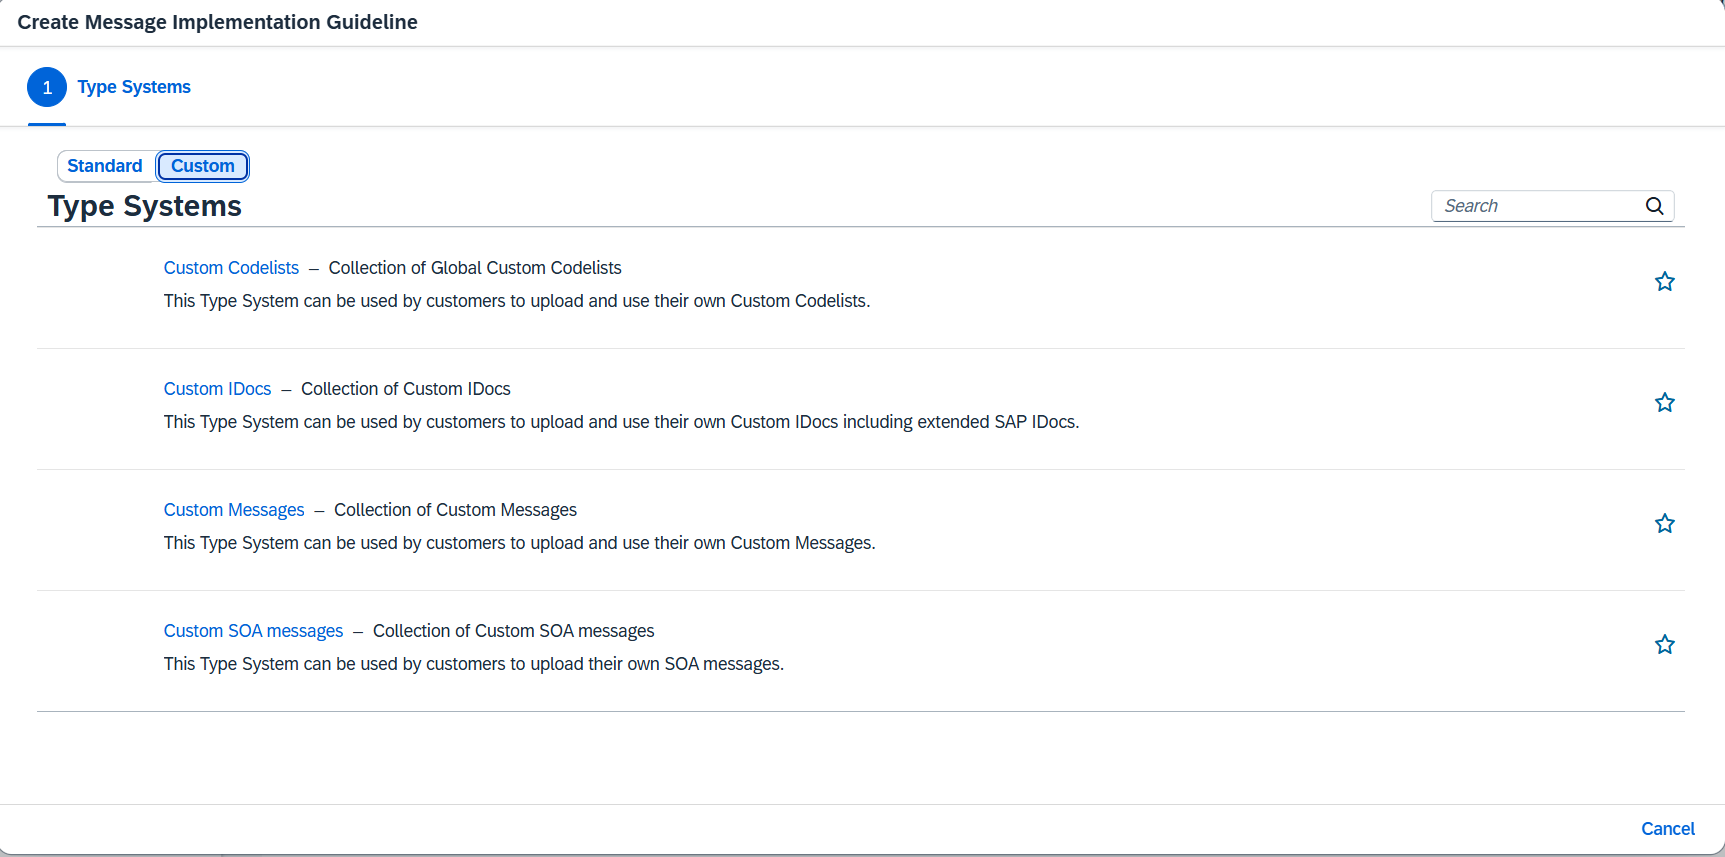 Create Message Implementation Guideline
1 Type Systems
Standard Custom
Type Systems
Search
Custom Codelists – Collection of Global Custom Codelists
This Type System can be used by customers to upload and use their own Custom Codelists.
Custom IDocs – Collection of Custom IDocs
This Type System can be used by customers to upload and use their own Custom IDocs including extended SAP IDocs.
Custom Messages – Collection of Custom Messages
This Type System can be used by customers to upload and use their own Custom Messages.
Custom SOA messages – Collection of Custom SOA messages
This Type System can be used by customers to upload their own SOA messages.
Cancel